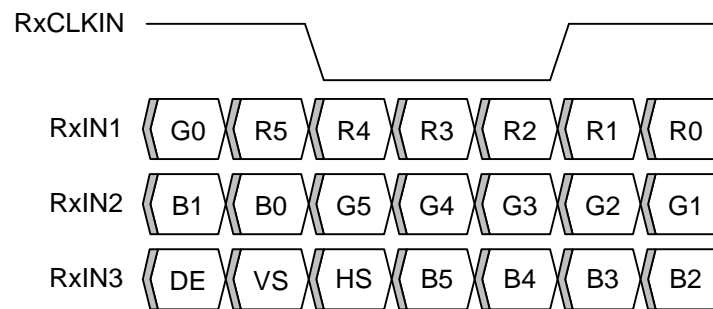 RxCLKIN
RxIN1 G0 R5 R4 R3 R2 R1 R0
RxIN2 B1 B0 G5 G4 G3 G2 G1
RxIN3 DE VS HS B5 B4 B3 B2